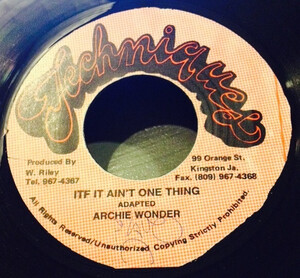 Techniques
Produced By
W. Riley
Tel. 967-4367
99 Orange St.
Kingston Ja.
Fax. (809) 967-4368
ITF IT AIN'T ONE THING
ADAPTED
ARCHIE WONDER
All Rights Reserved/Unauthorized Copying Strictly Prohibited.